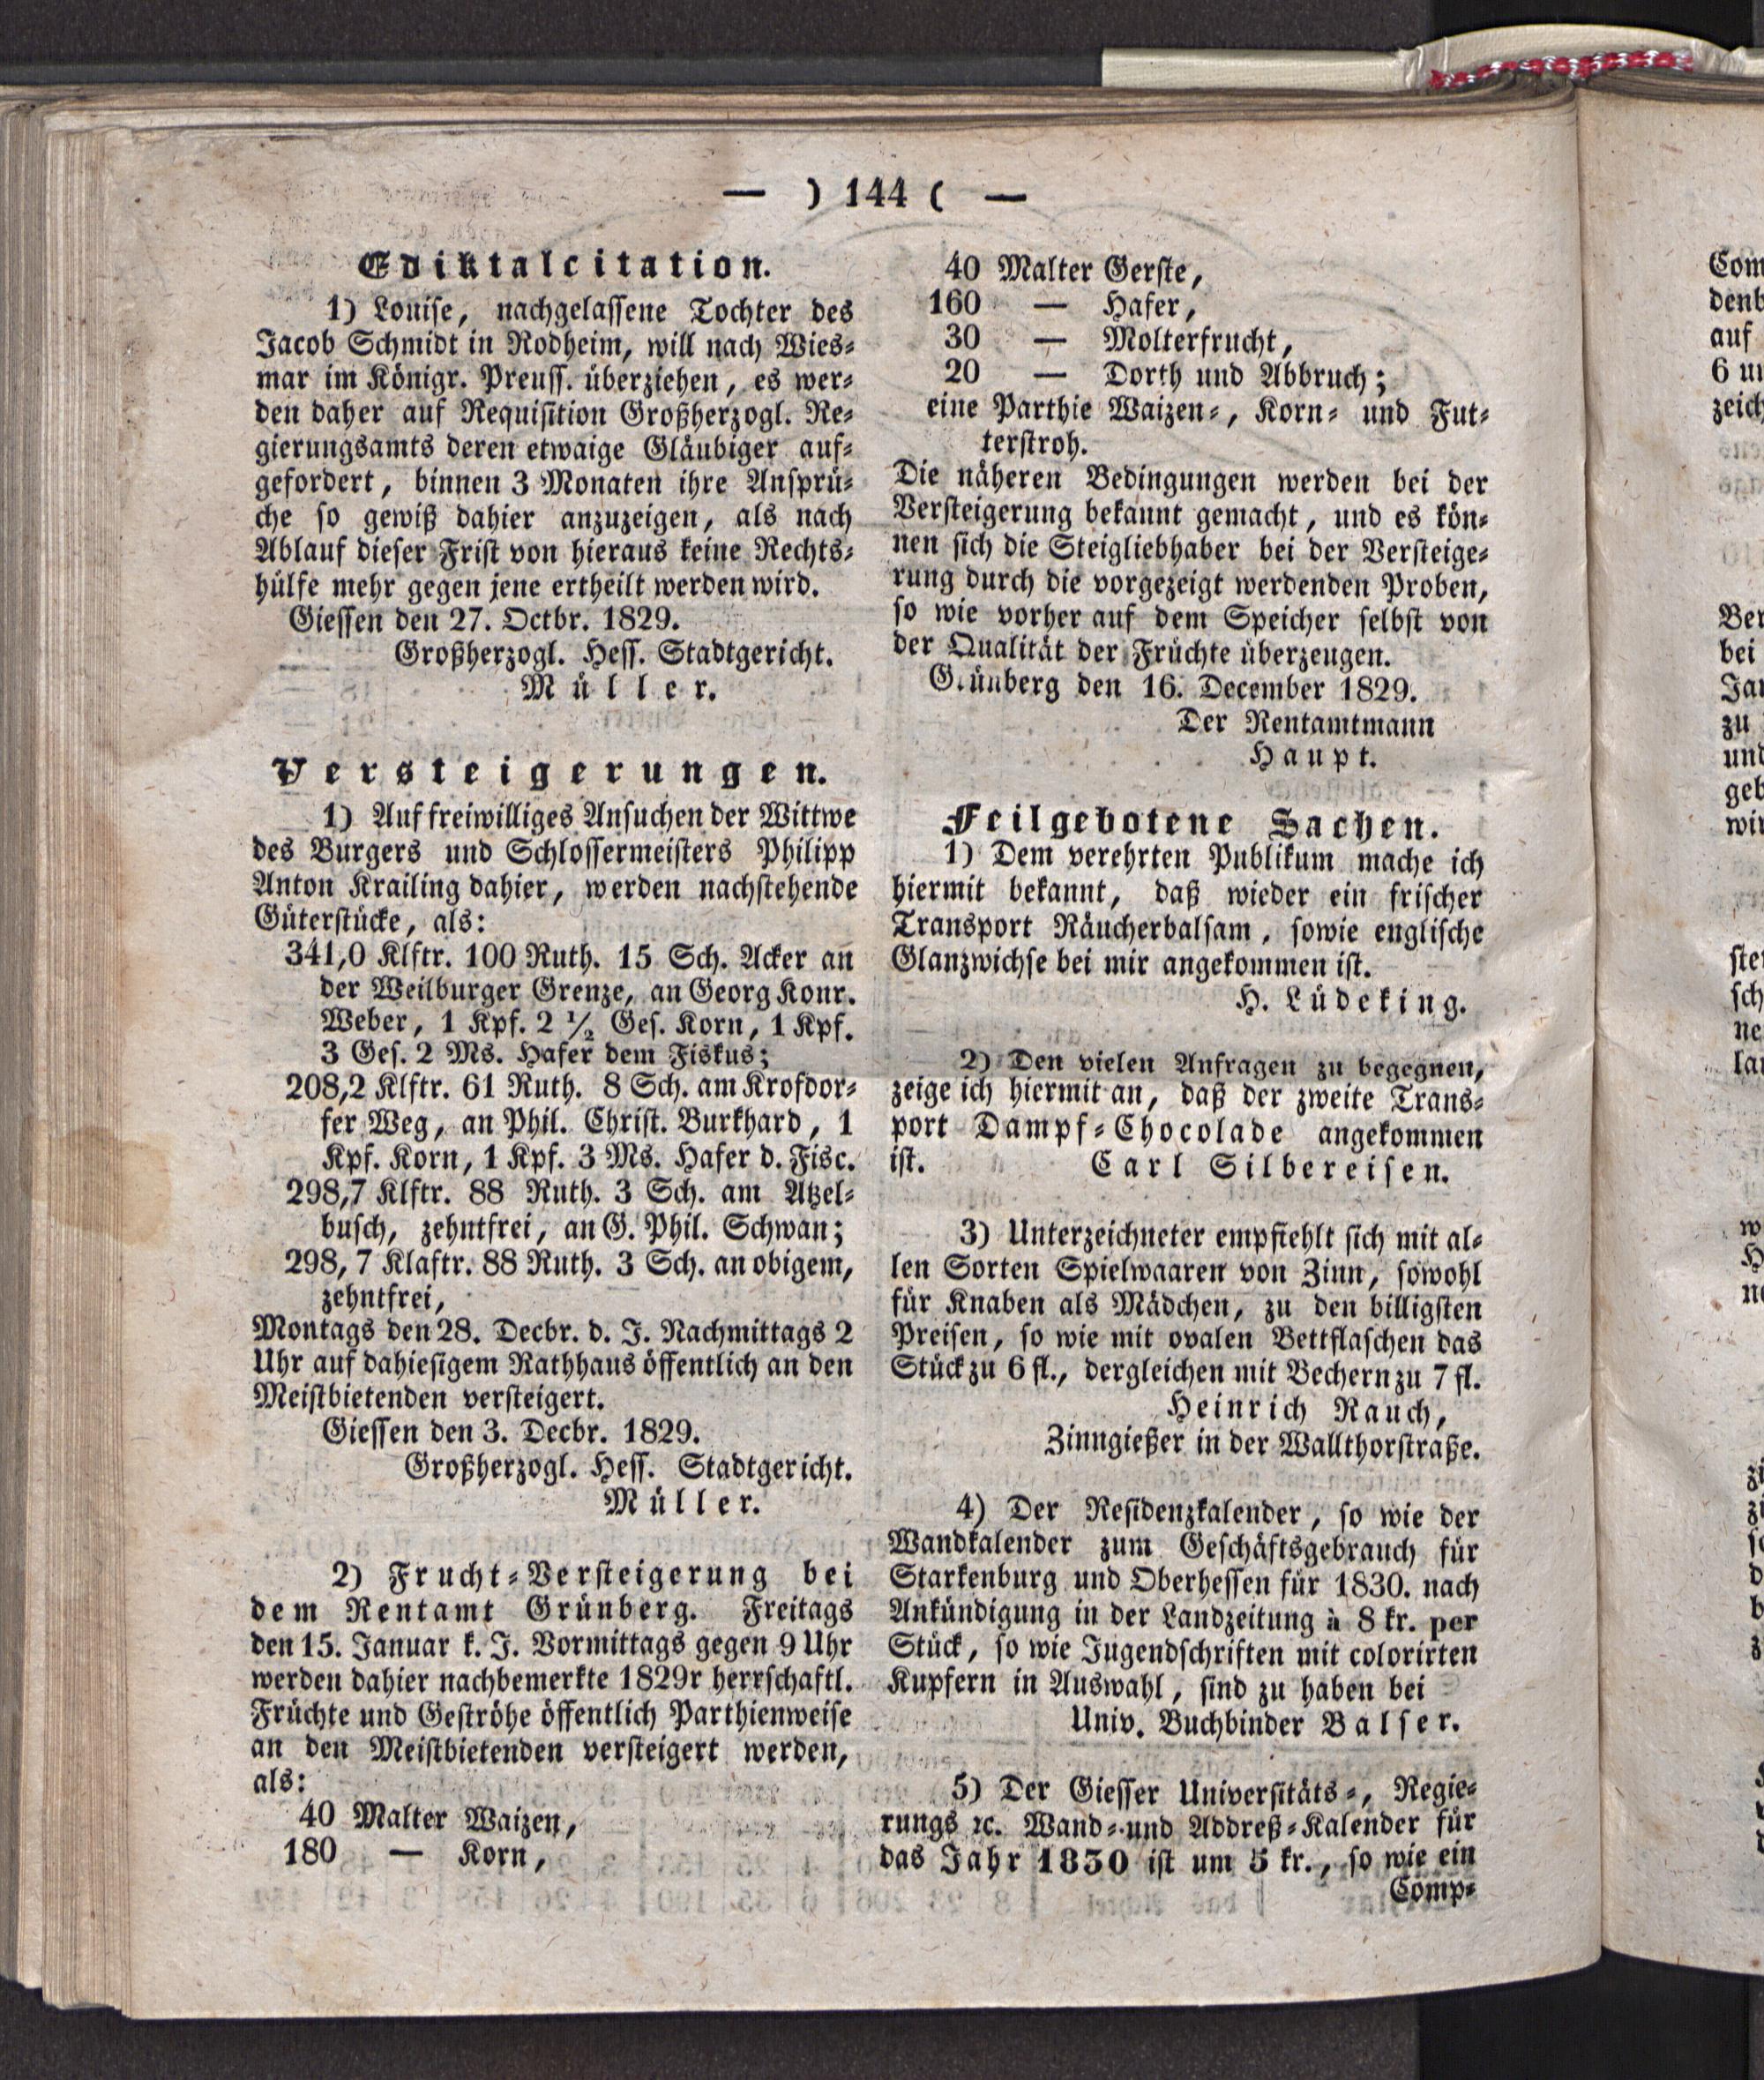 — ) 144 ( —
Ediktalcitation.
1) Louise, nachgelassene Tochter des
Jacob Schmidt in Rodheim, will nach Wies-
mar im Königr. Preuss. überziehen, es wer-
den daher auf Requisition Großherzogl. Re-
gierungsamts deren etwaige Gläubiger auf-
gefordert, binnen 3 Monaten ihre Ansprü-
che so gewiß dahier anzuzeigen, als nach
Ablauf dieser Frist von hieraus keine Rechts-
hülfe mehr gegen jene ertheilt werden wird.
Giessen den 27. Octbr. 1829.
Großherzogl. Hess. Stadtgericht.
Müller.
Versteigerungen.
1) Auf freiwilliges Ansuchen der Wittwe
des Burgers und Schlossermeisters Philipp
Anton Krailing dahier, werden nachstehende
Güterstücke, als:
341,0 Klftr. 100 Ruth. 15 Sch. Acker an
der Weilburger Grenze, an Georg Konr.
Weber, 1 Kpf. 2 1/2 Ges. Korn, 1 Kpf.
3 Ges. 2 Ms. Hafer dem Fiskus;
208,2 Klftr. 61 Ruth. 8 Sch. am Krofdor-
fer Weg, an Phil. Christ. Burkhard, 1
Kpf. Korn, 1 Kpf. 3 Ms. Hafer d. Fisc.
298,7 Klftr. 88 Ruth. 3 Sch. am Atzel-
busch, zehntfrei, an G. Phil. Schwan;
298,7 Klaftr. 88 Ruth. 3 Sch. an obigem,
zehntfrei,
Montags den 28. Decbr. d. J. Nachmittags 2
Uhr auf dahiesigem Rathhaus öffentlich an den
Meistbietenden versteigert.
Giessen den 3. Decbr. 1829.
Großherzogl. Hess. Stadtgericht.
Müller.
2) Frucht-Versteigerung bei
dem Rentamt Grünberg. Freitags
den 15. Januar k. J. Vormittags gegen 9 Uhr
werden dahier nachbemerkte 1829r herrschaftl.
Früchte und Geströhe öffentlich Parthienweise
an den Meistbietenden versteigert werden,
als:
40 Malter Waizen,
180 — Korn,
40 Malter Gerste,
160 — Hafer,
30 — Molterfrucht,
20 — Dorth und Abbruch;
eine Parthie Waizen-, Korn- und Fut-
terstroh.
Die näheren Bedingungen werden bei der
Versteigerung bekannt gemacht, und es kön-
nen sich die Steigliebhaber bei der Versteige-
rung durch die vorgezeigt werdenden Proben,
so wie vorher auf dem Speicher selbst von
der Qualität der Früchte überzeugen.
Grünberg den 16. December 1829.
Der Rentamtmann
Haupt.
Feilgebotene Sachen.
1) Dem verehrten Publikum mache ich
hiermit bekannt, daß wieder ein frischer
Transport Räucherbalsam, sowie englische
Glanzwichse bei mir angekommen ist.
H. Lüdeking.
2) Den vielen Anfragen zu begegnen,
zeige ich hiermit an, daß der zweite Trans-
port Dampf-Chocolade angekommen
ist. Carl Silbereisen.
3) Unterzeichneter empfiehlt sich mit al-
len Sorten Spielwaaren von Zinn, sowohl
für Knaben als Mädchen, zu den billigsten
Preisen, so wie mit ovalen Bettflaschen das
Stück zu 6 fl., dergleichen mit Bechern zu 7 fl.
Heinrich Rauch,
Zinngießer in der Wallthorstraße.
4) Der Residenzkalender, so wie der
Wandkalender zum Geschäftsgebrauch für
Starkenburg und Oberhessen für 1830. nach
Ankündigung in der Landzeitung à 8 kr. per
Stück, so wie Jugendschriften mit colorirten
Kupfern in Auswahl, sind zu haben bei
Univ. Buchbinder Balser.
5) Der Giesser Universitäts-, Regie-
rungs ꝛc. Wand- und Addreß-Kalender für
das Jahr 1830 ist um 5 kr., so wie ein
Comp-